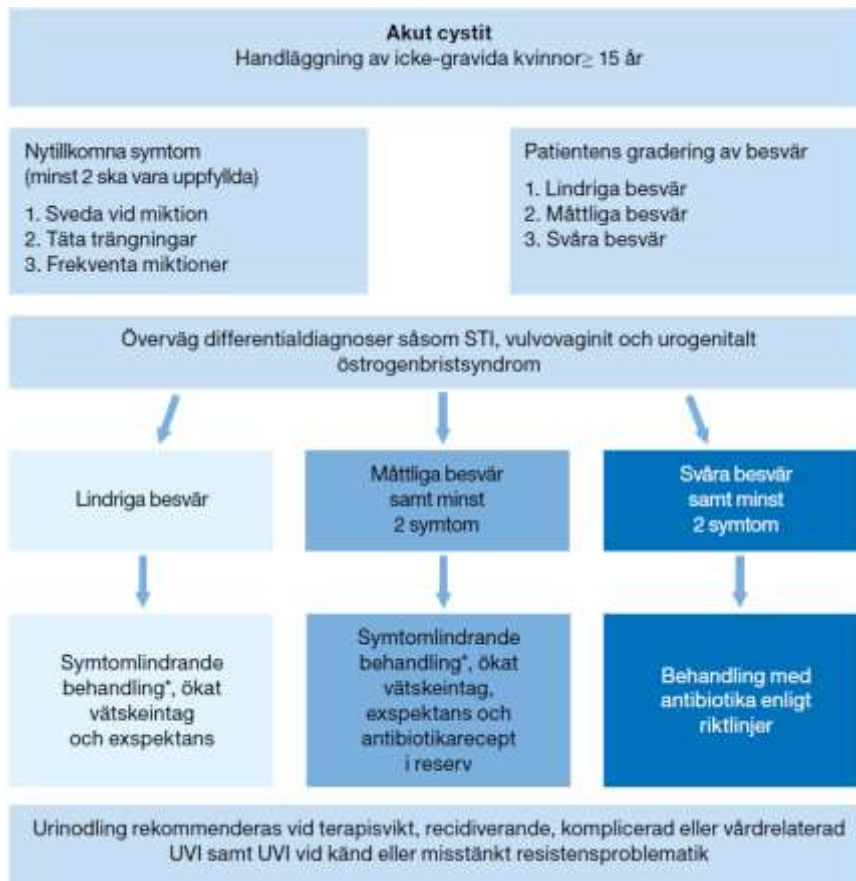 Akut cystit
Handläggning av icke-gravida kvinnor≥ 15 år
Nytillkomna symtom
(minst 2 ska vara uppfyllda)
1. Sveda vid miktion
2. Täta trängningar
3. Frekventa miktioner
Patientens gradering av besvär
1. Lindriga besvär
2. Måttliga besvär
3. Svåra besvär
Överväg differentialdiagnoser såsom STI, vulvovaginit och urogenitalt
östrogenbristsyndrom
Lindriga besvär
Måttliga besvär
samt minst
2 symtom
Svåra besvär
samt minst
2 symtom
Symtomlindrande
behandling*, ökat
vätskeintag
och exspektans
Symtomlindrande
behandling*, ökat
vätskeintag,
exspektans och
antibiotikarecept
i reserv
Behandling med
antibiotika enligt
riktlinjer
Urinodling rekommenderas vid terapisvikt, recidiverande, komplicerad eller vårdrelaterad
UVI samt UVI vid känd eller misstänkt resistensproblematik